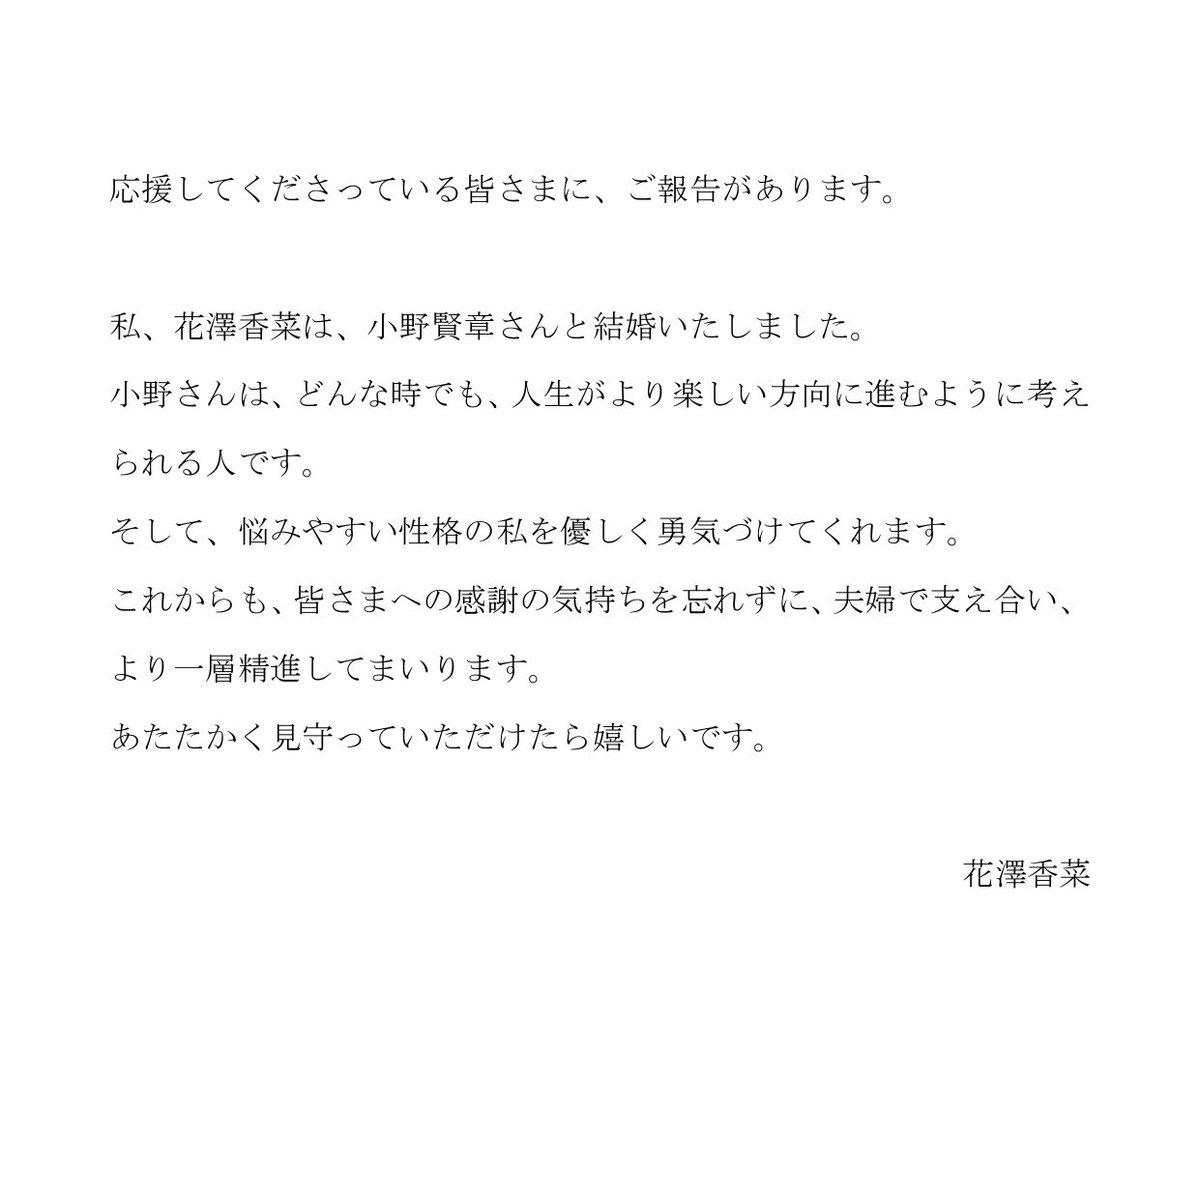 応援してくださっている皆さまに、ご報告があります。
私、花澤香菜は、小野賢章さんと結婚いたしました。
小野さんは、どんな時でも、人生がより楽しい方向に進むように考え
られる人です。
そして、悩みやすい性格の私を優しく勇気づけてくれます。
これからも、皆さまへの感謝の気持ちを忘れずに、夫婦で支え合い、
より一層精進してまいります。
あたたかく見守っていただけたら嬉しいです。
花澤香菜